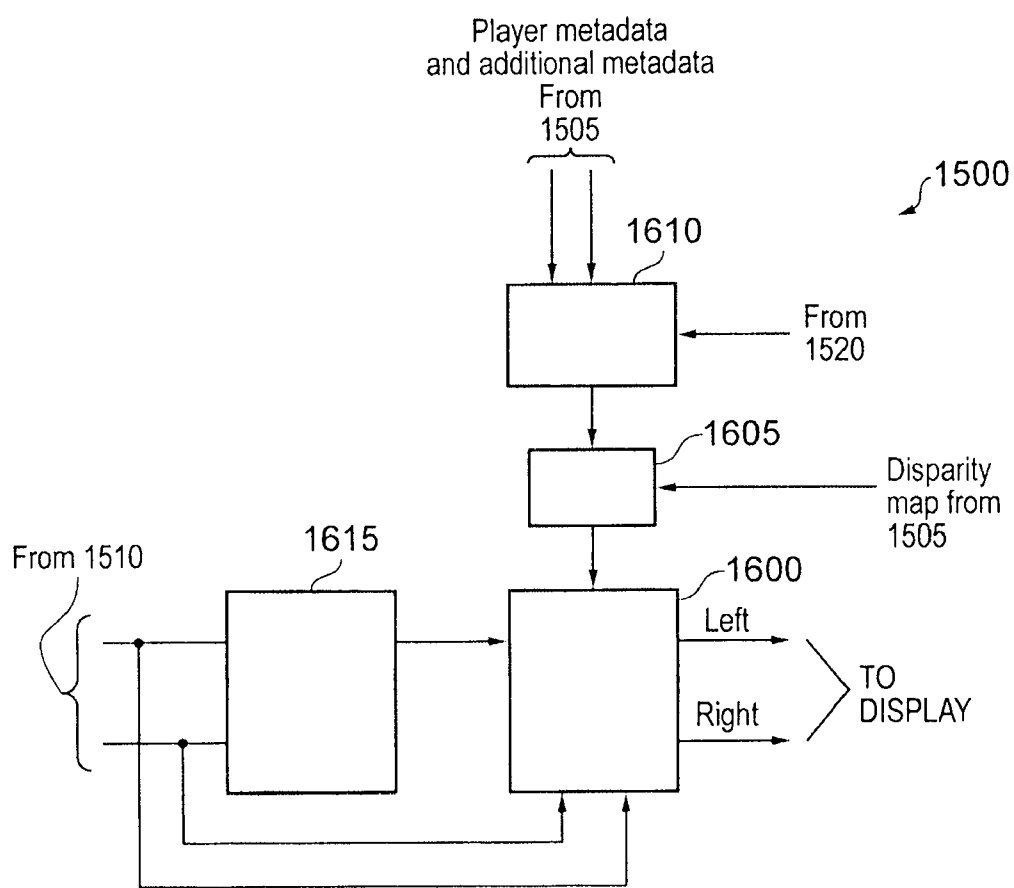 Player metadata
and additional metadata
From
1505
1500
1610
From
1520
1605
Disparity
map from
1505
From 1510
1615
1600
Left
Right
TO
DISPLAY